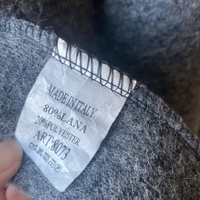 MADE IN ITALY
80%LANA
20%POLYESTER
ART:8073